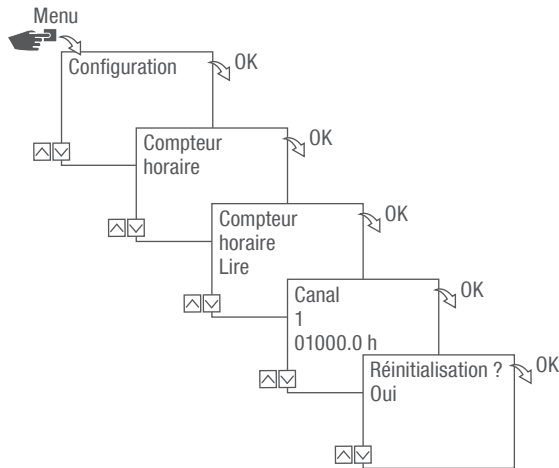 Menu
Configuration
OK
Compteur
horaire
OK
Compteur
horaire
Lire
OK
Canal
1
01000.0 h
OK
Réinitialisation ?
Oui
OK